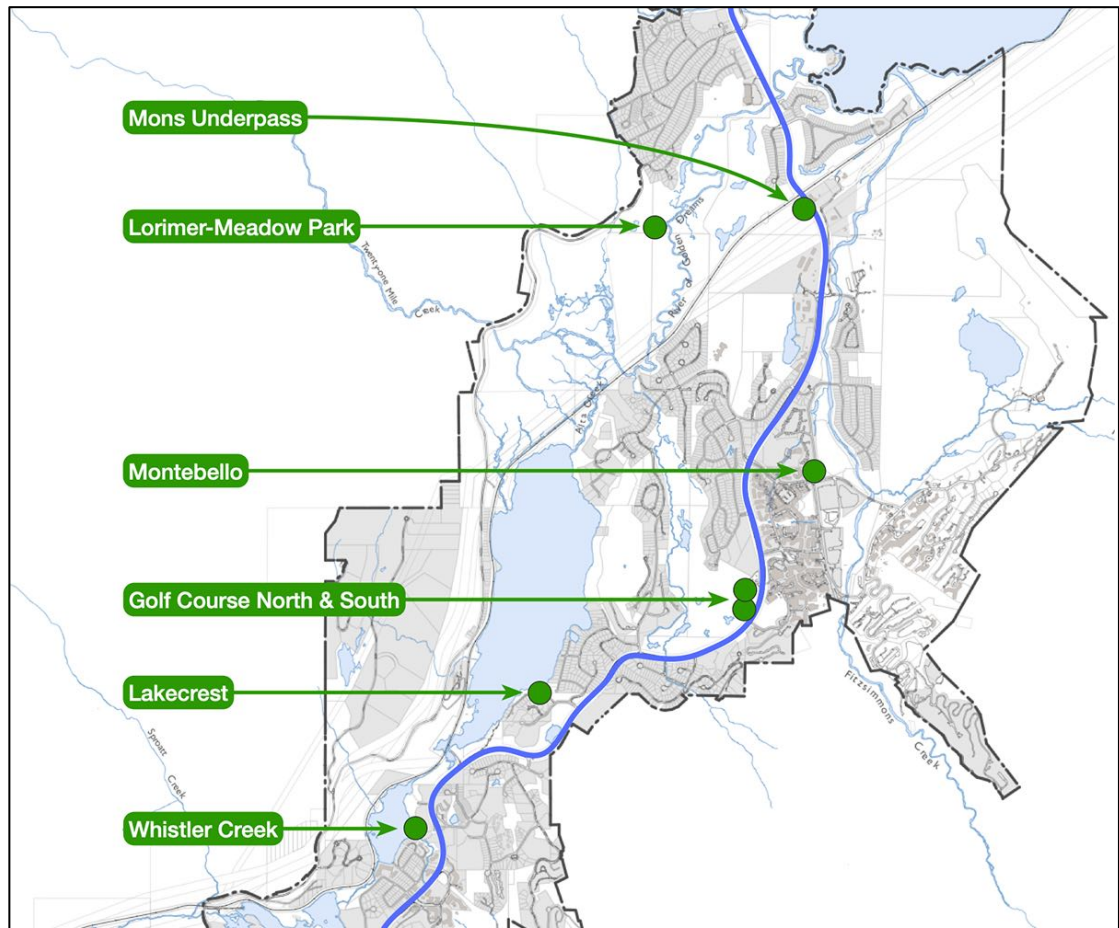 Mons Underpass
Lorimer-Meadow Park
River of Golden Dreams
Twenty-one Mile
Creek
Alta Creek
Montebello
Golf Course North & South
Lakecrest
Fitzsimmons
Creek
Sproatt
Creek
Whistler Creek